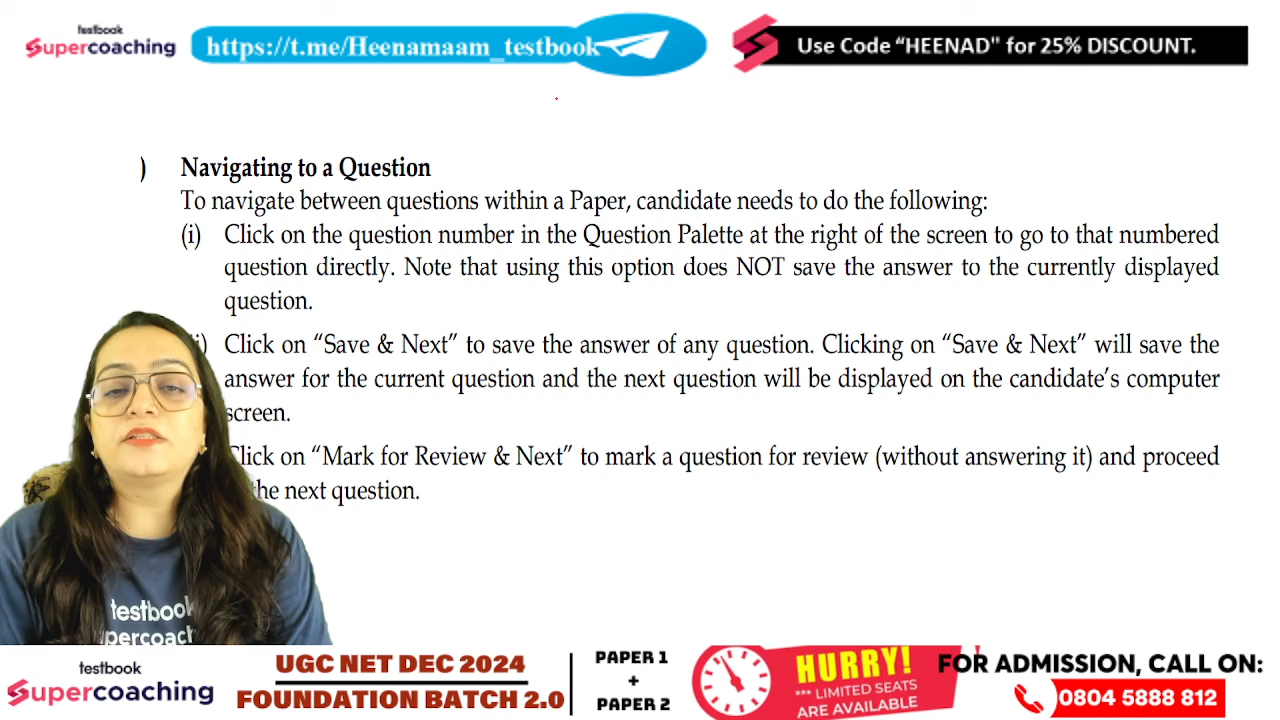 testbook
Supercoaching
https://t.me/Heenamaam_testbook
Use Code “HEENAD" for 25% DISCOUNT.
) Navigating to a Question
To navigate between questions within a Paper, candidate needs to do the following:
(i) Click on the question number in the Question Palette at the right of the screen to go to that numbered
question directly. Note that using this option does NOT save the answer to the currently displayed
question.
i) Click on “Save & Next” to save the answer of any question. Clicking on “Save & Next” will save the
answer for the current question and the next question will be displayed on the candidate’s computer
screen.
Click on “Mark for Review & Next” to mark a question for review (without answering it) and proceed
the next question.
testbook
percoach
testbook
Supercoaching
UGC NET DEC 2024
FOUNDATION BATCH 2.0
PAPER 1
+
PAPER 2
HURRY!
*** LIMITED SEATS
ARE AVAILABLE
FOR ADMISSION, CALL ON:
0804 5888 812